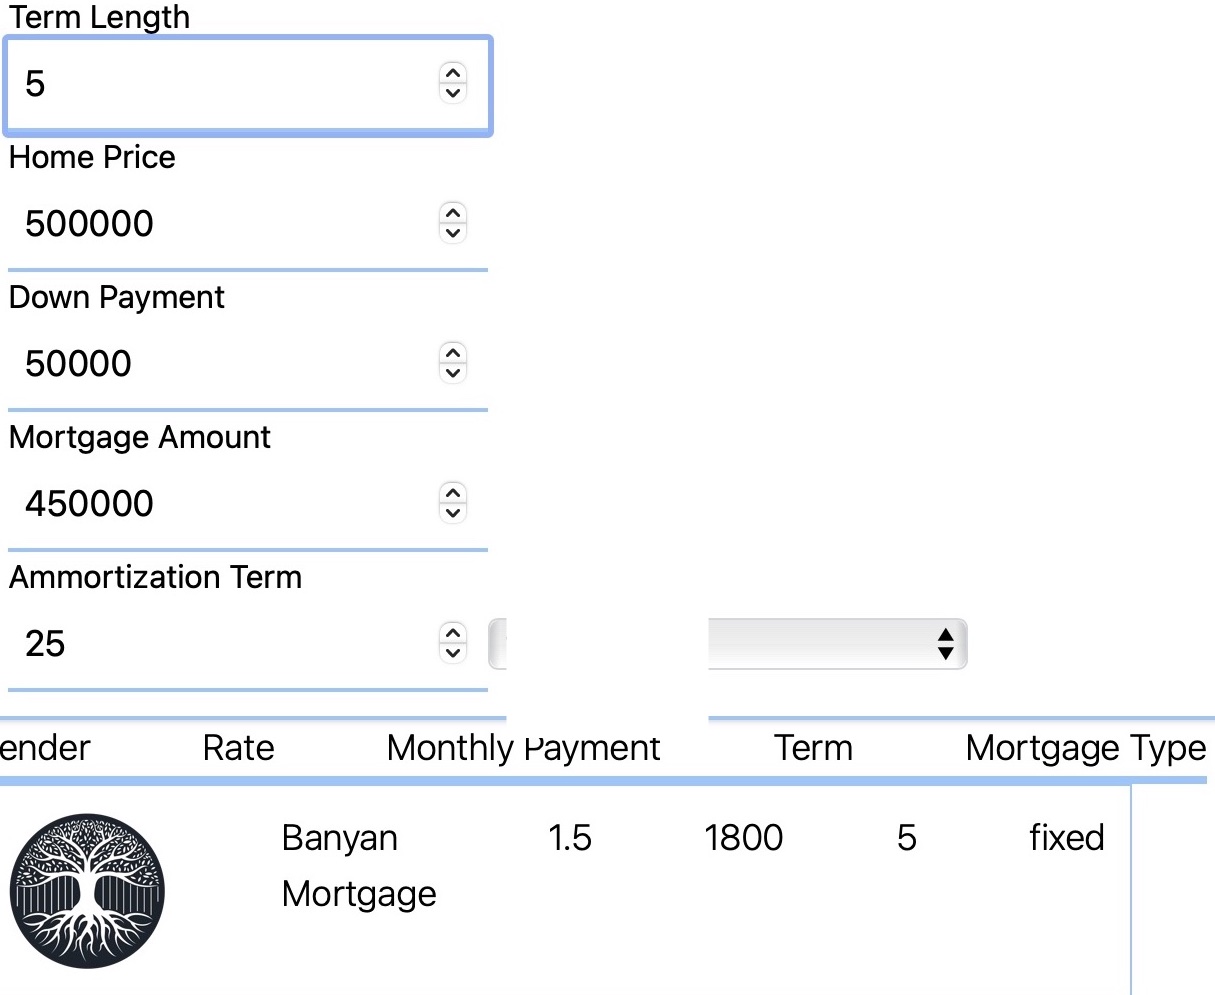 Term Length
5
Home Price
500000
Down Payment
50000
Mortgage Amount
450000
Ammortization Term
25
ender Rate Monthly Payment Term Mortgage Type
Banyan 1.5 1800 5 fixed
Mortgage